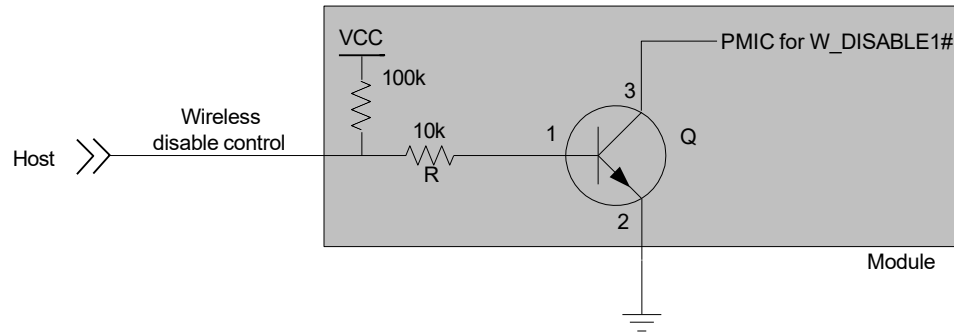 VCC
PMIC for W_DISABLE1#
100k
3
Wireless
disable control
10k
1
Q
Host
R
2
Module